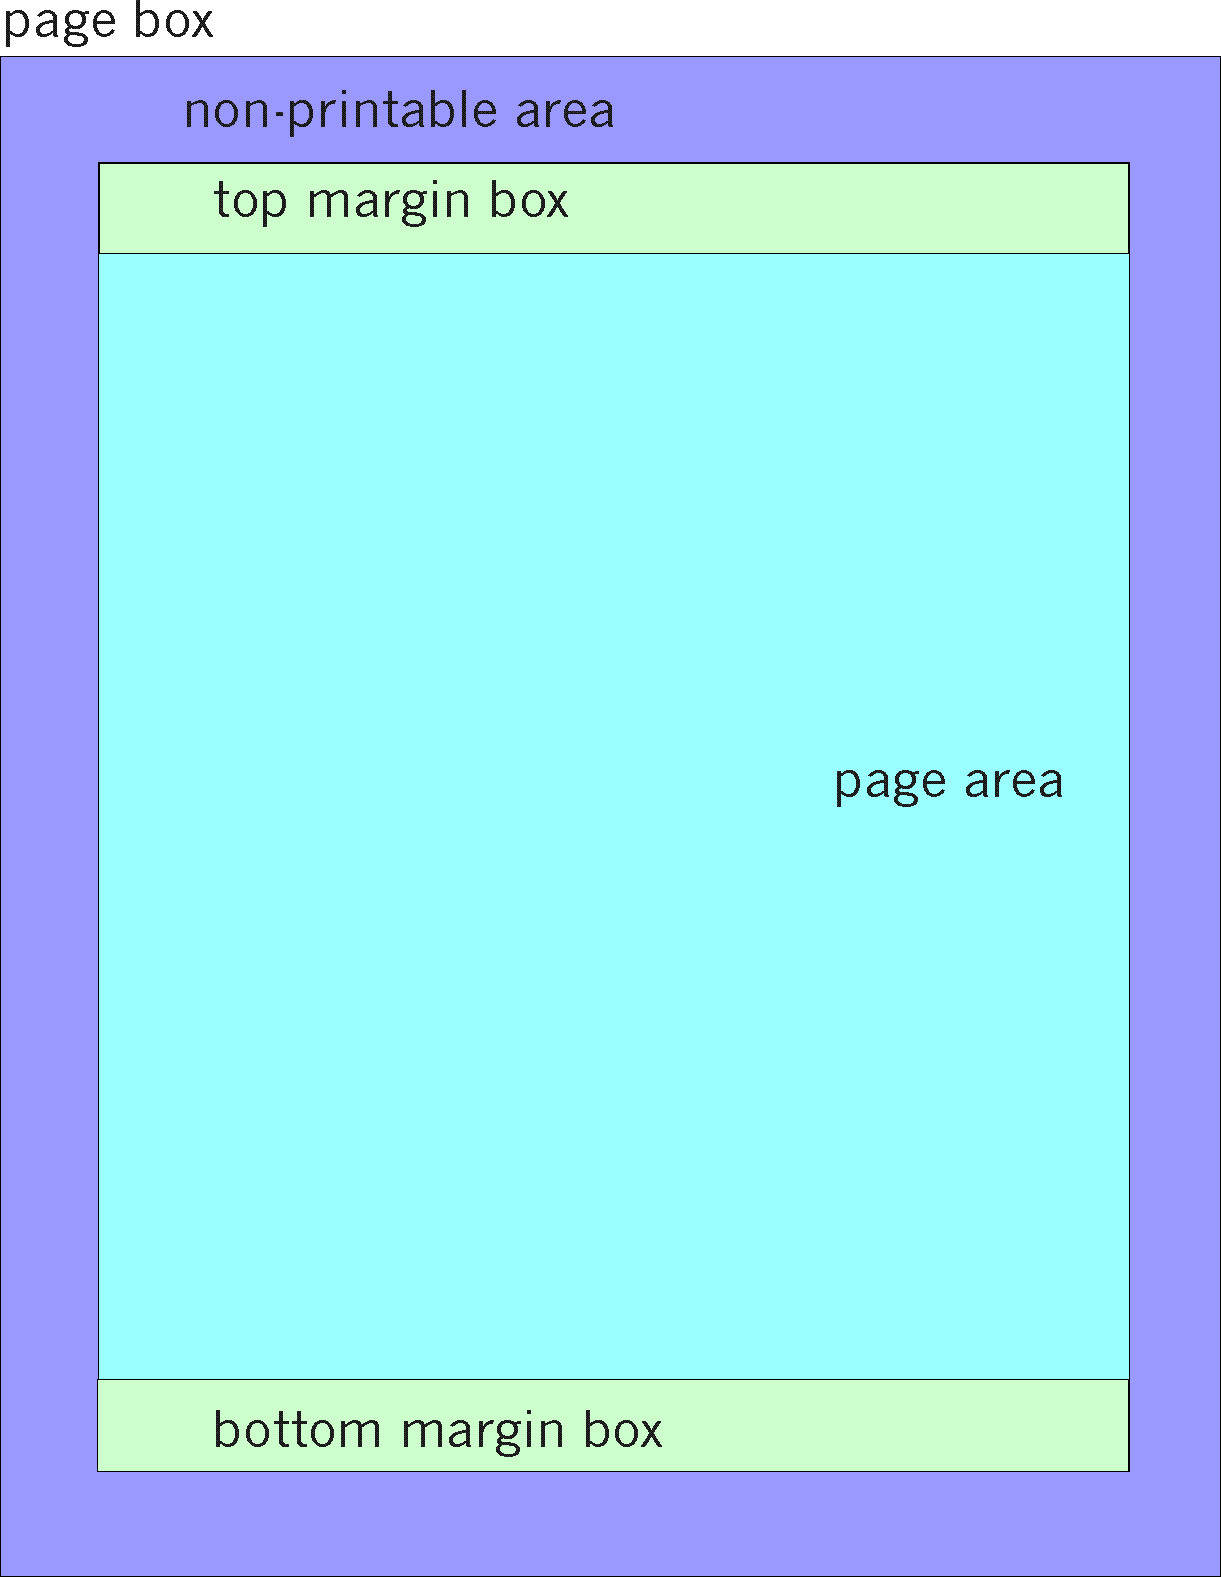 page box
non-printable area
top margin box
page area
bottom margin box